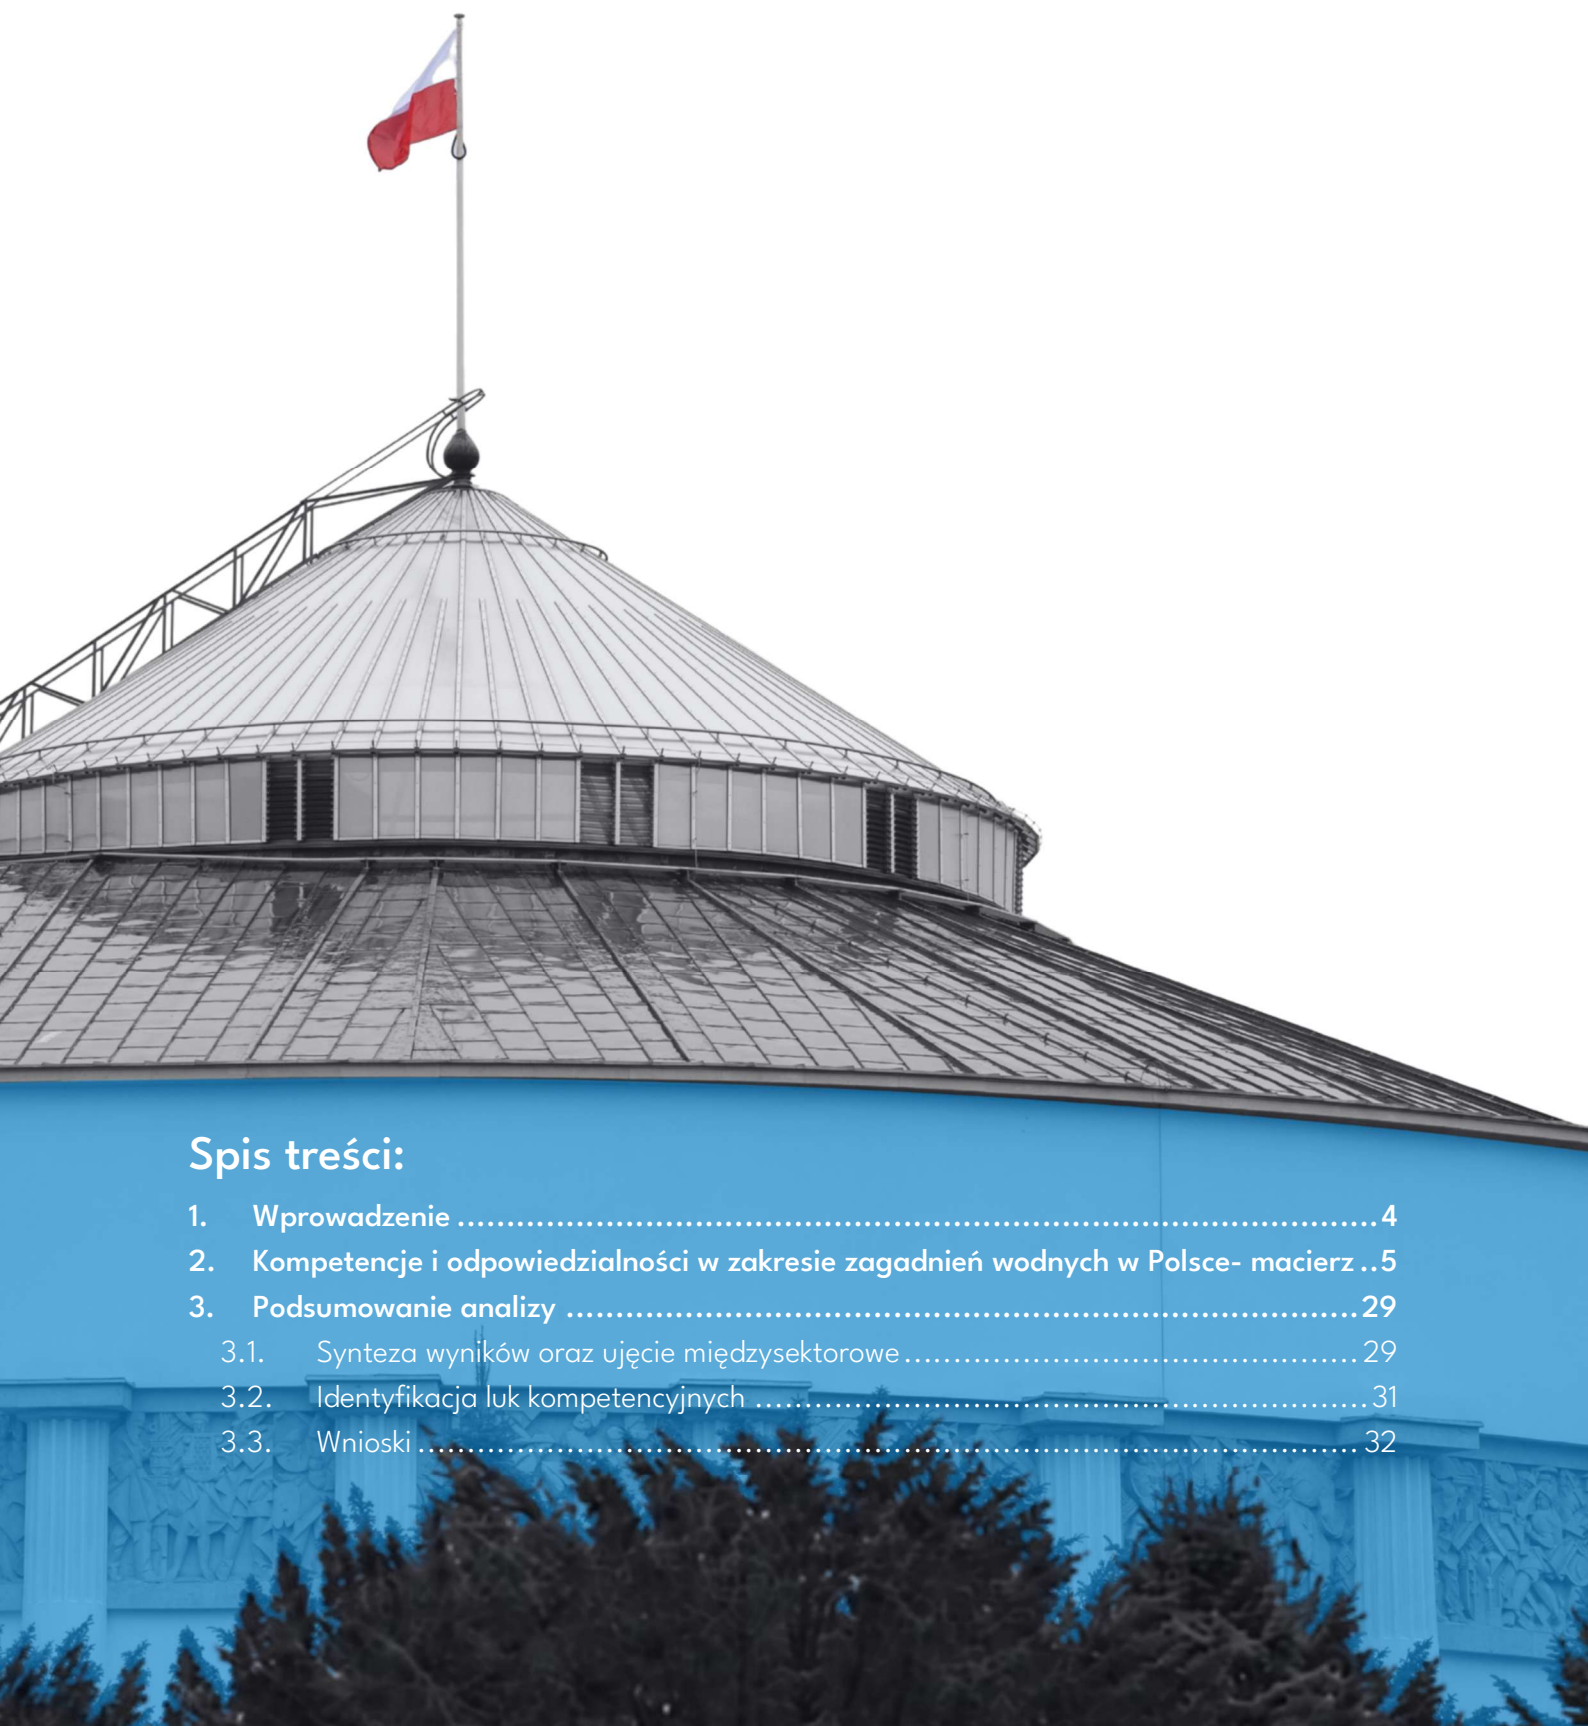 Spis treści:
1. Wprowadzenie ........................................................................................................ 4
2. Kompetencje i odpowiedzialności w zakresie zagadnień wodnych w Polsce- macierz ..5
3. Podsumowanie analizy ................................................................................29
3.1. Synteza wyników oraz ujęcie międzysektorowe..............................................29
3.2. Identyfikacja luk kompetencyjnych ..............................................................31
3.3. Wnioski ............................................................................................... 32